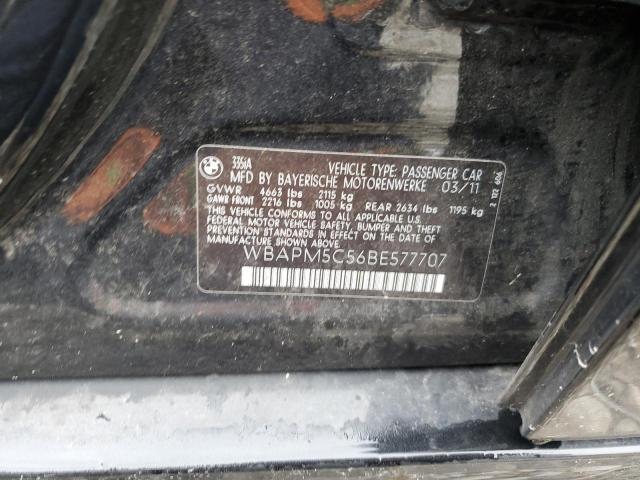 335iA VEHICLE TYPE: PASSENGER CAR
MFD BY BAYERISCHE MOTORENWERKE 03/11
GVWR 4663 lbs 2115 kg
GAWR FRONT 2216 lbs 1005 kg REAR 2634 lbs 1195 kg
THIS VEHICLE CONFORMS TO ALL APPLICABLE U.S.
FEDERAL MOTOR VEHICLE SAFETY, BUMPER, AND
THEFT PREVENTION STANDARDS IN EFFECT ON THE
DATE OF MANUFACTURE SHOWN ABOVE.
WBAPM5C56BE577707